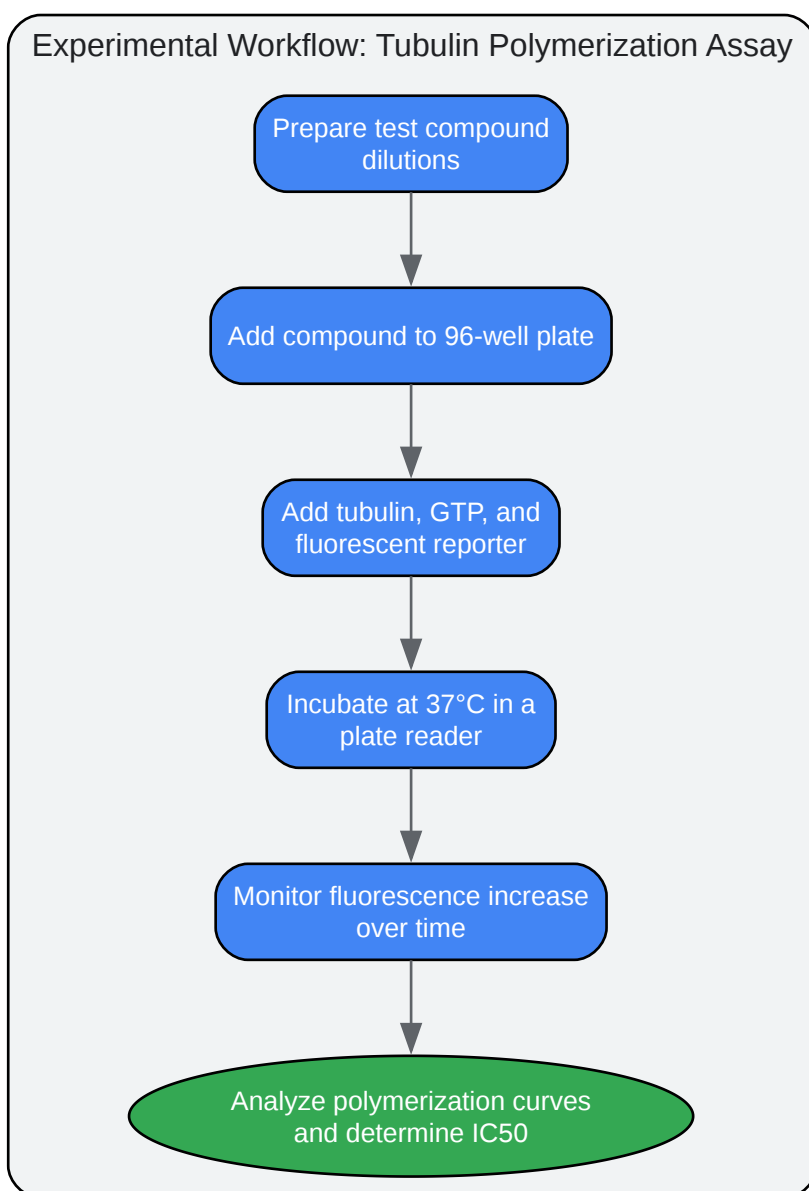 Experimental Workflow: Tubulin Polymerization Assay
Prepare test compound
dilutions
Add compound to 96-well plate
Add tubulin, GTP, and
fluorescent reporter
Incubate at 37°C in a
plate reader
Monitor fluorescence increase
over time
Analyze polymerization curves
and determine IC50